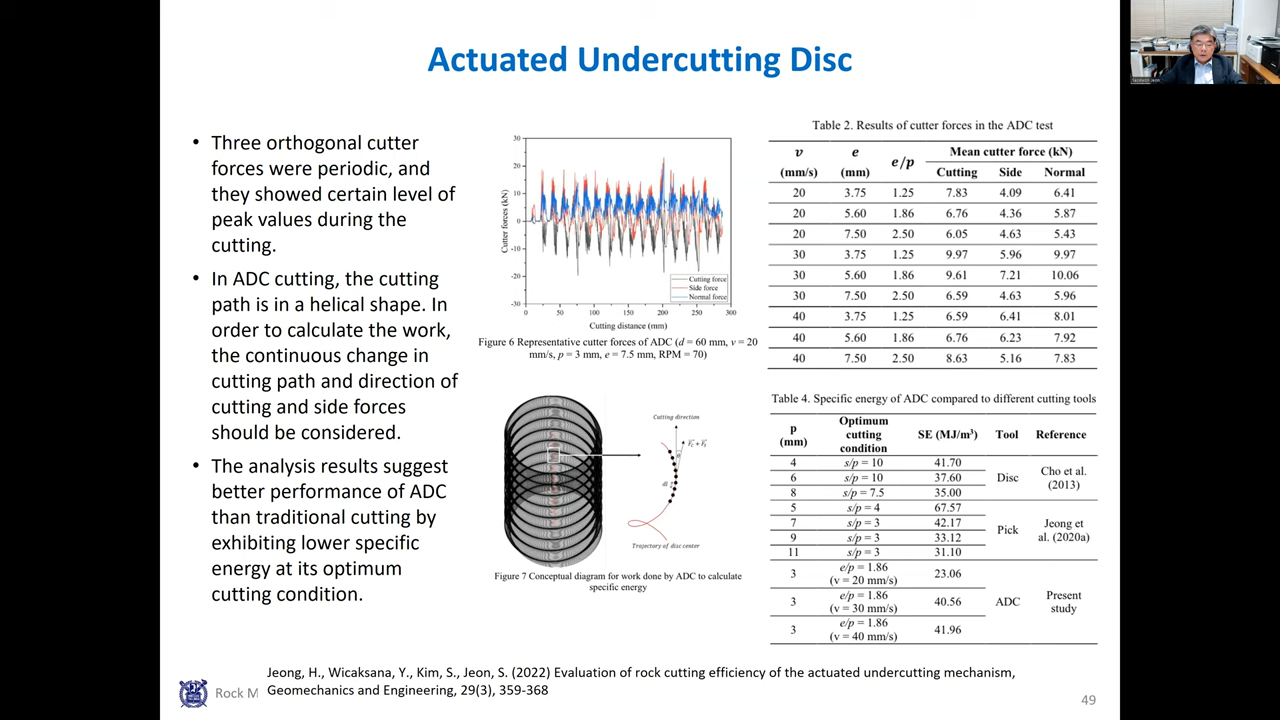 Actuated Undercutting Disc
• Three orthogonal cutter
forces were periodic, and
they showed certain level of
peak values during the
cutting.
• In ADC cutting, the cutting
path is in a helical shape. In
order to calculate the work,
the continuous change in
cutting path and direction of
cutting and side forces
should be considered.
• The analysis results suggest
better performance of ADC
than traditional cutting by
exhibiting lower specific
energy at its optimum
cutting condition.
Cutter forces (kN)
30
20
10
0
-10
-20
-30
Cutting force
Side force
Normal force
0 50 100 150 200 250 300
Cutting distance (mm)
Figure 6 Representative cutter forces of ADC (d = 60 mm, v = 20
mm/s, p = 3 mm, e = 7.5 mm, RPM = 70)
Cutting direction
dl
Trajectory of disc center
Figure 7 Conceptual diagram for work done by ADC to calculate
specific energy
Table 2. Results of cutter forces in the ADC test
v e e/p Mean cutter force (kN)
(mm/s) (mm) Cutting Side Normal
20 3.75 1.25 7.83 4.09 6.41
20 5.60 1.86 6.76 4.36 5.87
20 7.50 2.50 6.05 4.63 5.43
30 3.75 1.25 9.97 5.96 9.97
30 5.60 1.86 9.61 7.21 10.06
30 7.50 2.50 6.59 4.63 5.96
40 3.75 1.25 6.59 6.41 8.01
40 5.60 1.86 6.76 6.23 7.92
40 7.50 2.50 8.63 5.16 7.83
Table 4. Specific energy of ADC compared to different cutting tools
p (mm) Optimum cutting condition SE (MJ/m³) Tool Reference
4 s/p = 10 41.70
6 s/p = 10 37.60 Disc Cho et al. (2013)
8 s/p = 7.5 35.00
5 s/p = 4 67.57
7 s/p = 3 42.17 Pick Jeong et al. (2020a)
9 s/p = 3 33.12
11 s/p = 3 31.10
3 e/p = 1.86 (v = 20 mm/s) 23.06
3 e/p = 1.86 (v = 30 mm/s) 40.56 ADC Present study
3 e/p = 1.86 (v = 40 mm/s) 41.96
Rock M
Jeong, H., Wicaksana, Y., Kim, S., Jeon, S. (2022) Evaluation of rock cutting efficiency of the actuated undercutting mechanism,
Geomechanics and Engineering, 29(3), 359-368
49